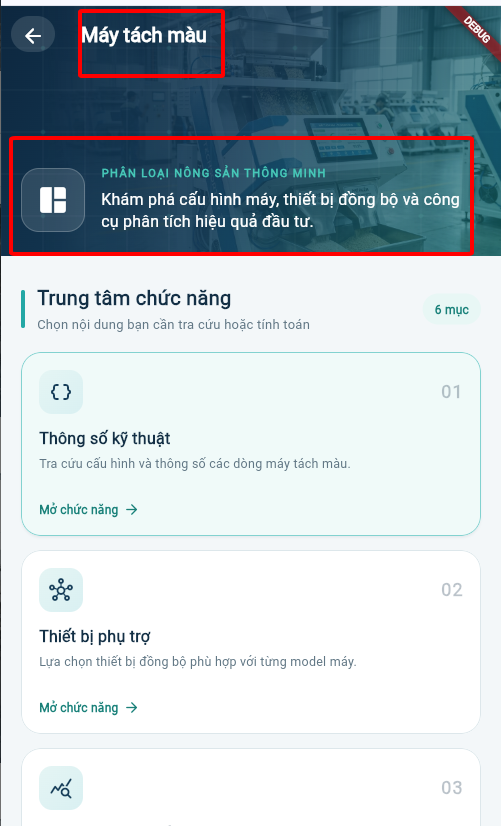 Máy tách màu
DEBUG
PHÂN LOẠI NÔNG SẢN THÔNG MINH
Khám phá cấu hình máy, thiết bị đồng bộ và công
cụ phân tích hiệu quả đầu tư.
Trung tâm chức năng
Chọn nội dung bạn cần tra cứu hoặc tính toán
6 mục
01
Thông số kỹ thuật
Tra cứu cấu hình và thông số các dòng máy tách màu.
Mở chức năng
02
Thiết bị phụ trợ
Lựa chọn thiết bị đồng bộ phù hợp với từng model máy.
Mở chức năng
03